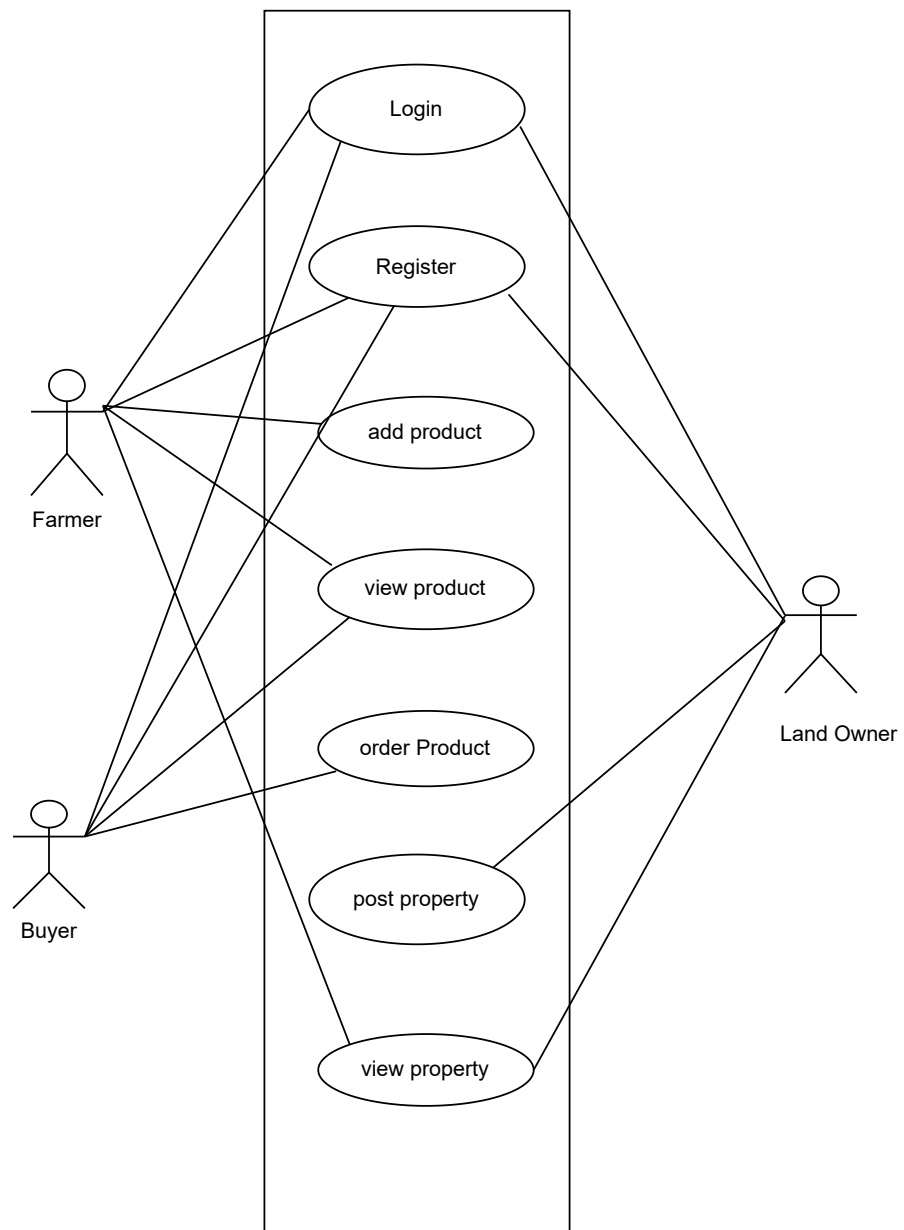 Login
Register
add product
Farmer
view product
Land Owner
order Product
post property
Buyer
view property